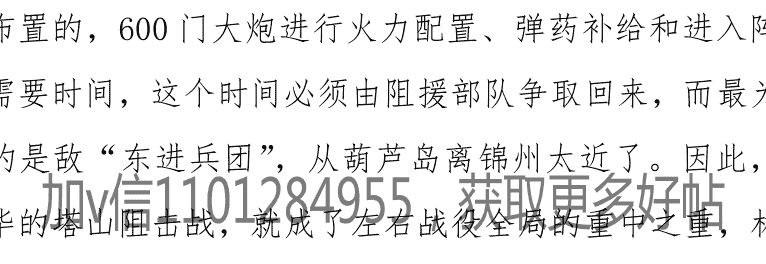 布置的，600 门大炮进行火力配置、弹药补给和进入阵
需要时间，这个时间必须由阻援部队争取回来，而最
的是敌“东进兵团”，从葫芦岛离锦州太近了。因此，
加v信1101284955 获取更多好帖
的塔山阻击战，就成了左右战役全局的重中之重，